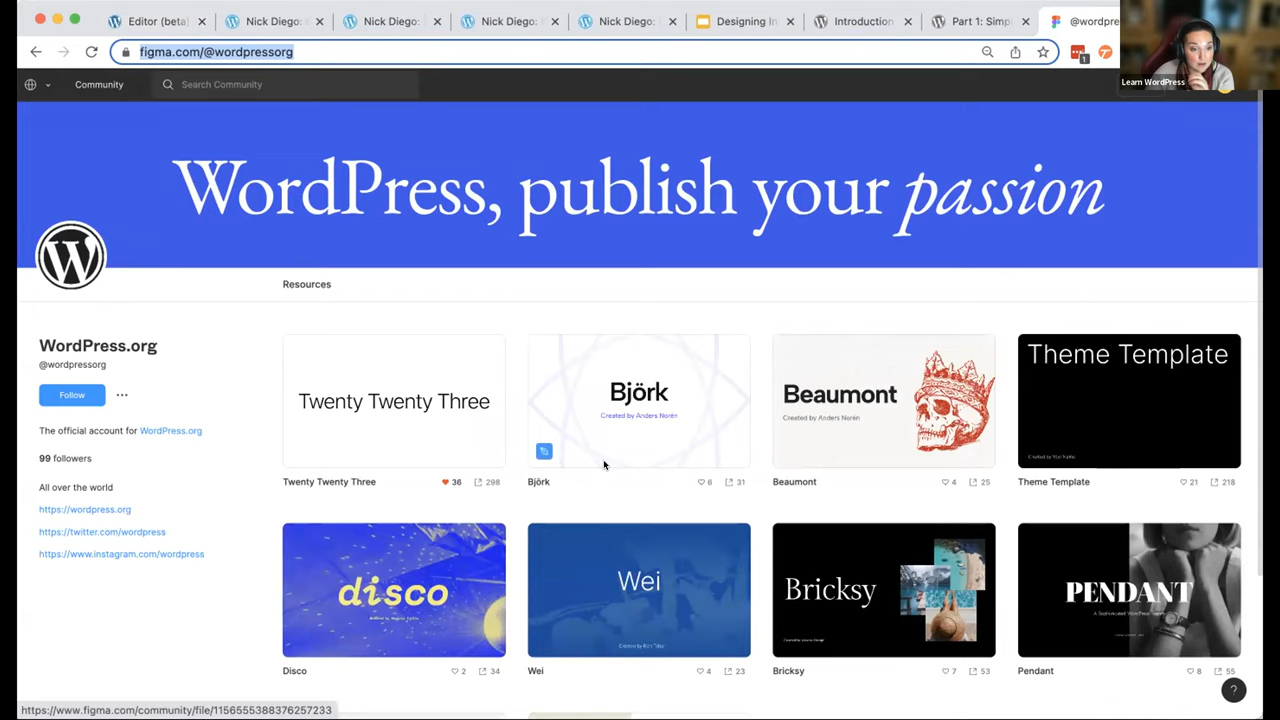 Editor (beta)
Nick Diego:
Nick Diego:
Nick Diego:
Nick Diego:
Designing In
Introduction
Part 1: Simpl
@wordpre
figma.com/@wordpressorg
1
Learn WordPress
Community
Search Community
WordPress, publish your passion
W
Resources
WordPress.org
@wordpressorg
Follow
The official account for WordPress.org
99 followers
All over the world
https://wordpress.org
https://twitter.com/wordpress
https://www.instagram.com/wordpress
Twenty Twenty Three
Twenty Twenty Three
36 298
Björk
Created by Anders Norén
Björk
6 31
Beaumont
Created by Anders Norén
Beaumont
4 25
Theme Template
Theme Template
21 218
disco
Disco
2 34
Wei
Wei
4 23
Bricksy
Bricksy
7 53
PENDANT
Pendant
8 55
?
https://www.figma.com/community/file/1156555388376257233